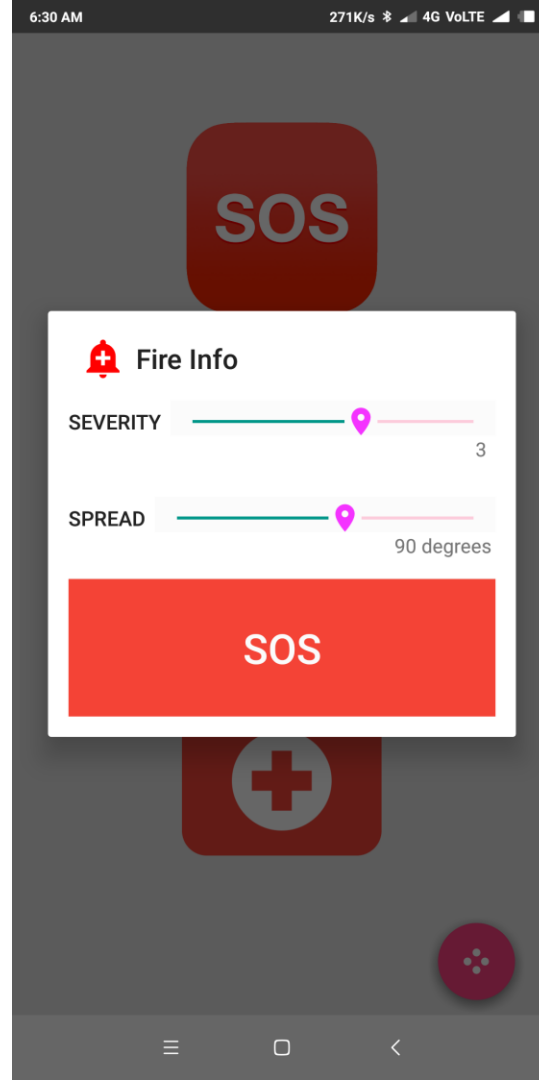 6:30 AM 271K/s 4G VoLTE
SOS
Fire Info
SEVERITY
3
SPREAD
90 degrees
SOS